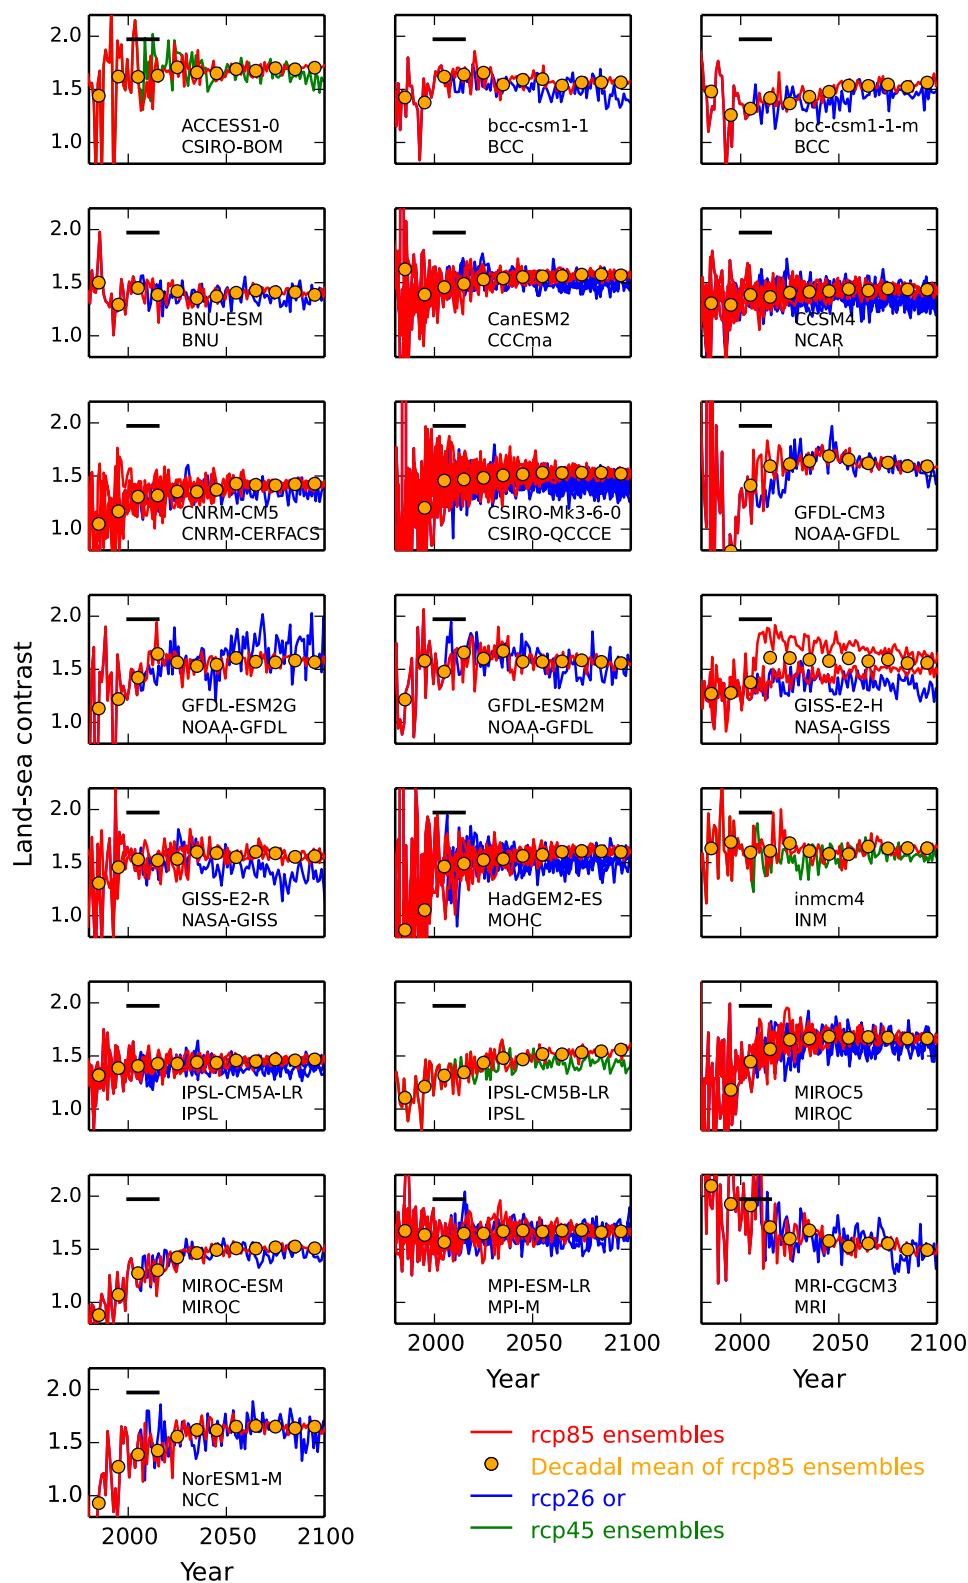 2.0
1.5
1.0
ACCESS1-0
CSIRO-BOM
bcc-csm1-1
BCC
bcc-csm1-1-m
BCC
2.0
1.5
1.0
BNU-ESM
BNU
CanESM2
CCCma
CCSM4
NCAR
2.0
1.5
1.0
CNRM-CM5
CNRM-CERFACS
CSIRO-Mk3-6-0
CSIRO-QCCCE
GFDL-CM3
NOAA-GFDL
Land-sea contrast
2.0
1.5
1.0
GFDL-ESM2G
NOAA-GFDL
GFDL-ESM2M
NOAA-GFDL
GISS-E2-H
NASA-GISS
2.0
1.5
1.0
GISS-E2-R
NASA-GISS
HadGEM2-ES
MOHC
inmcm4
INM
2.0
1.5
1.0
IPSL-CM5A-LR
IPSL
IPSL-CM5B-LR
IPSL
MIROC5
MIROC
2.0
1.5
1.0
MIROC-ESM
MIROC
MPI-ESM-LR
MPI-M
MRI-CGCM3
MRI
2000 2050 2100
Year
2000 2050 2100
Year
2.0
1.5
1.0
NorESM1-M
NCC
2000 2050 2100
Year
rcp85 ensembles
Decadal mean of rcp85 ensembles
rcp26 or
rcp45 ensembles